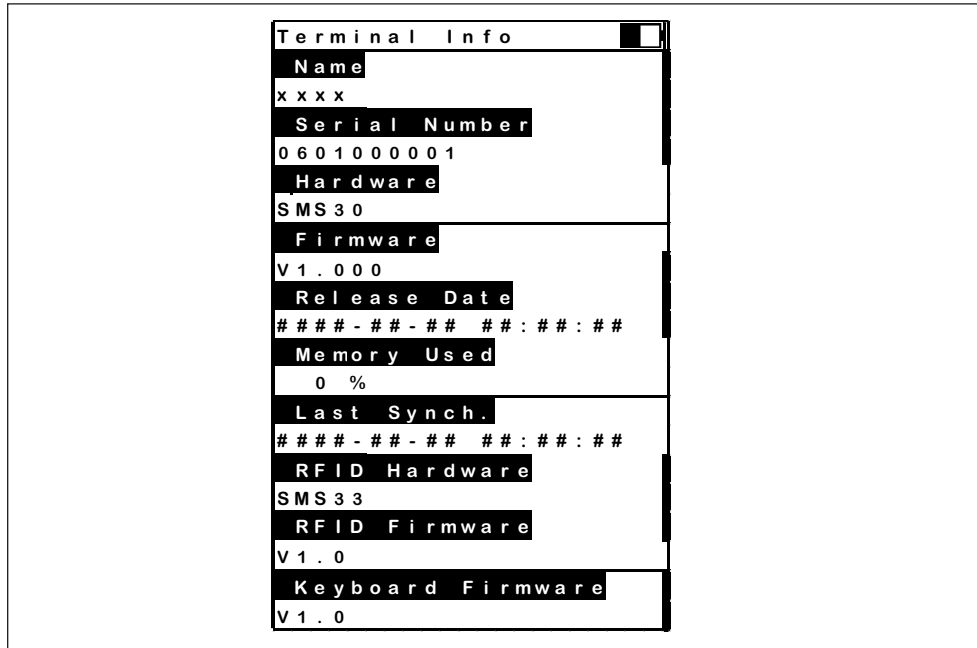 Terminal Info
Name
xxxx
Serial Number
0601000001
Hardware
SMS30
Firmware
V1.000
Release Date
####-##-## ##:##:##
Memory Used
0 %
Last Synch.
####-##-## ##:##:##
RFID Hardware
SMS33
RFID Firmware
V1.0
Keyboard Firmware
V1.0